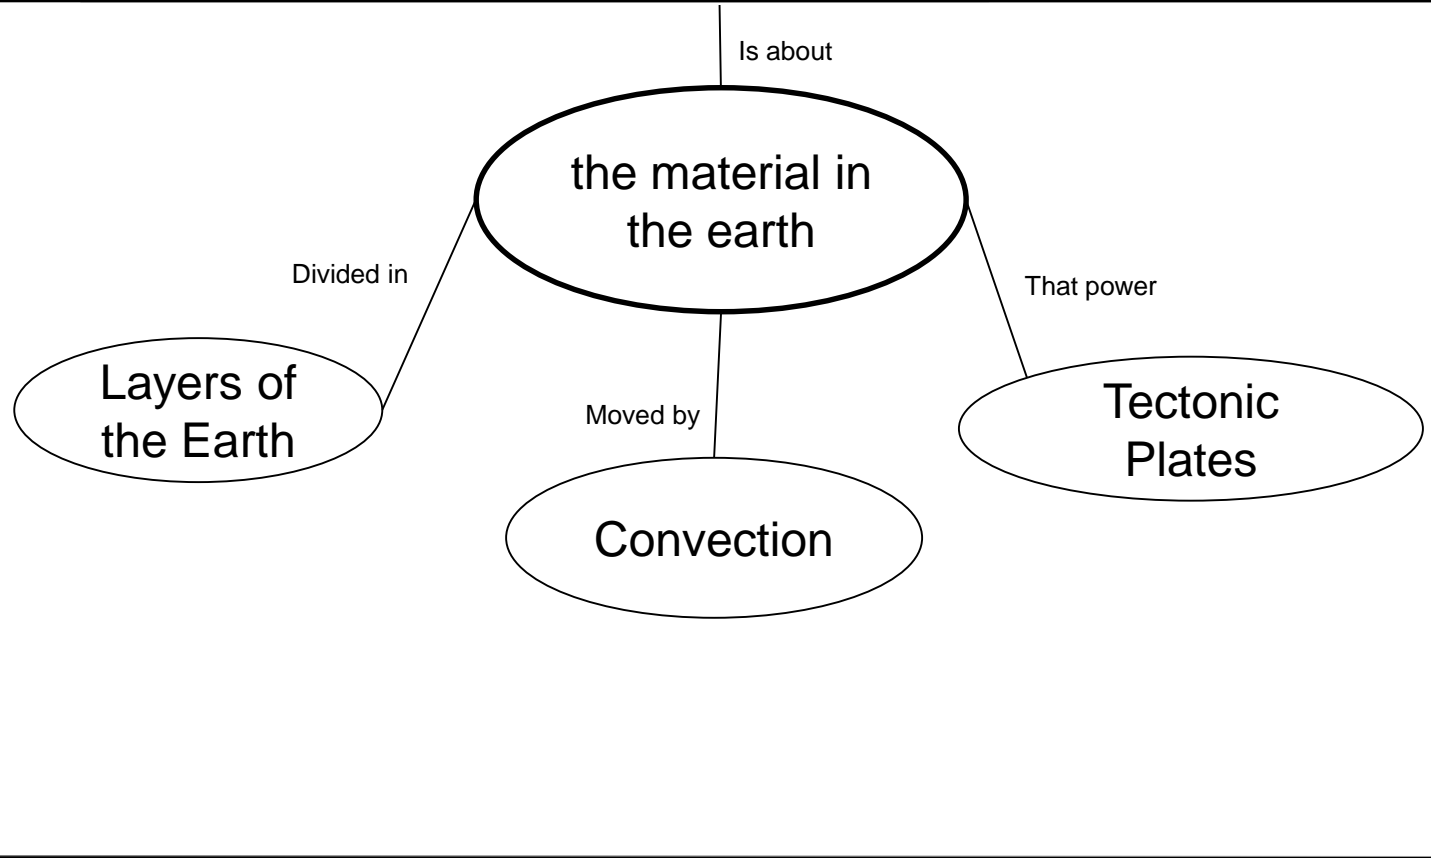 Is about
the material in
the earth
Divided in
That power
Layers of
the Earth
Moved by
Tectonic
Plates
Convection